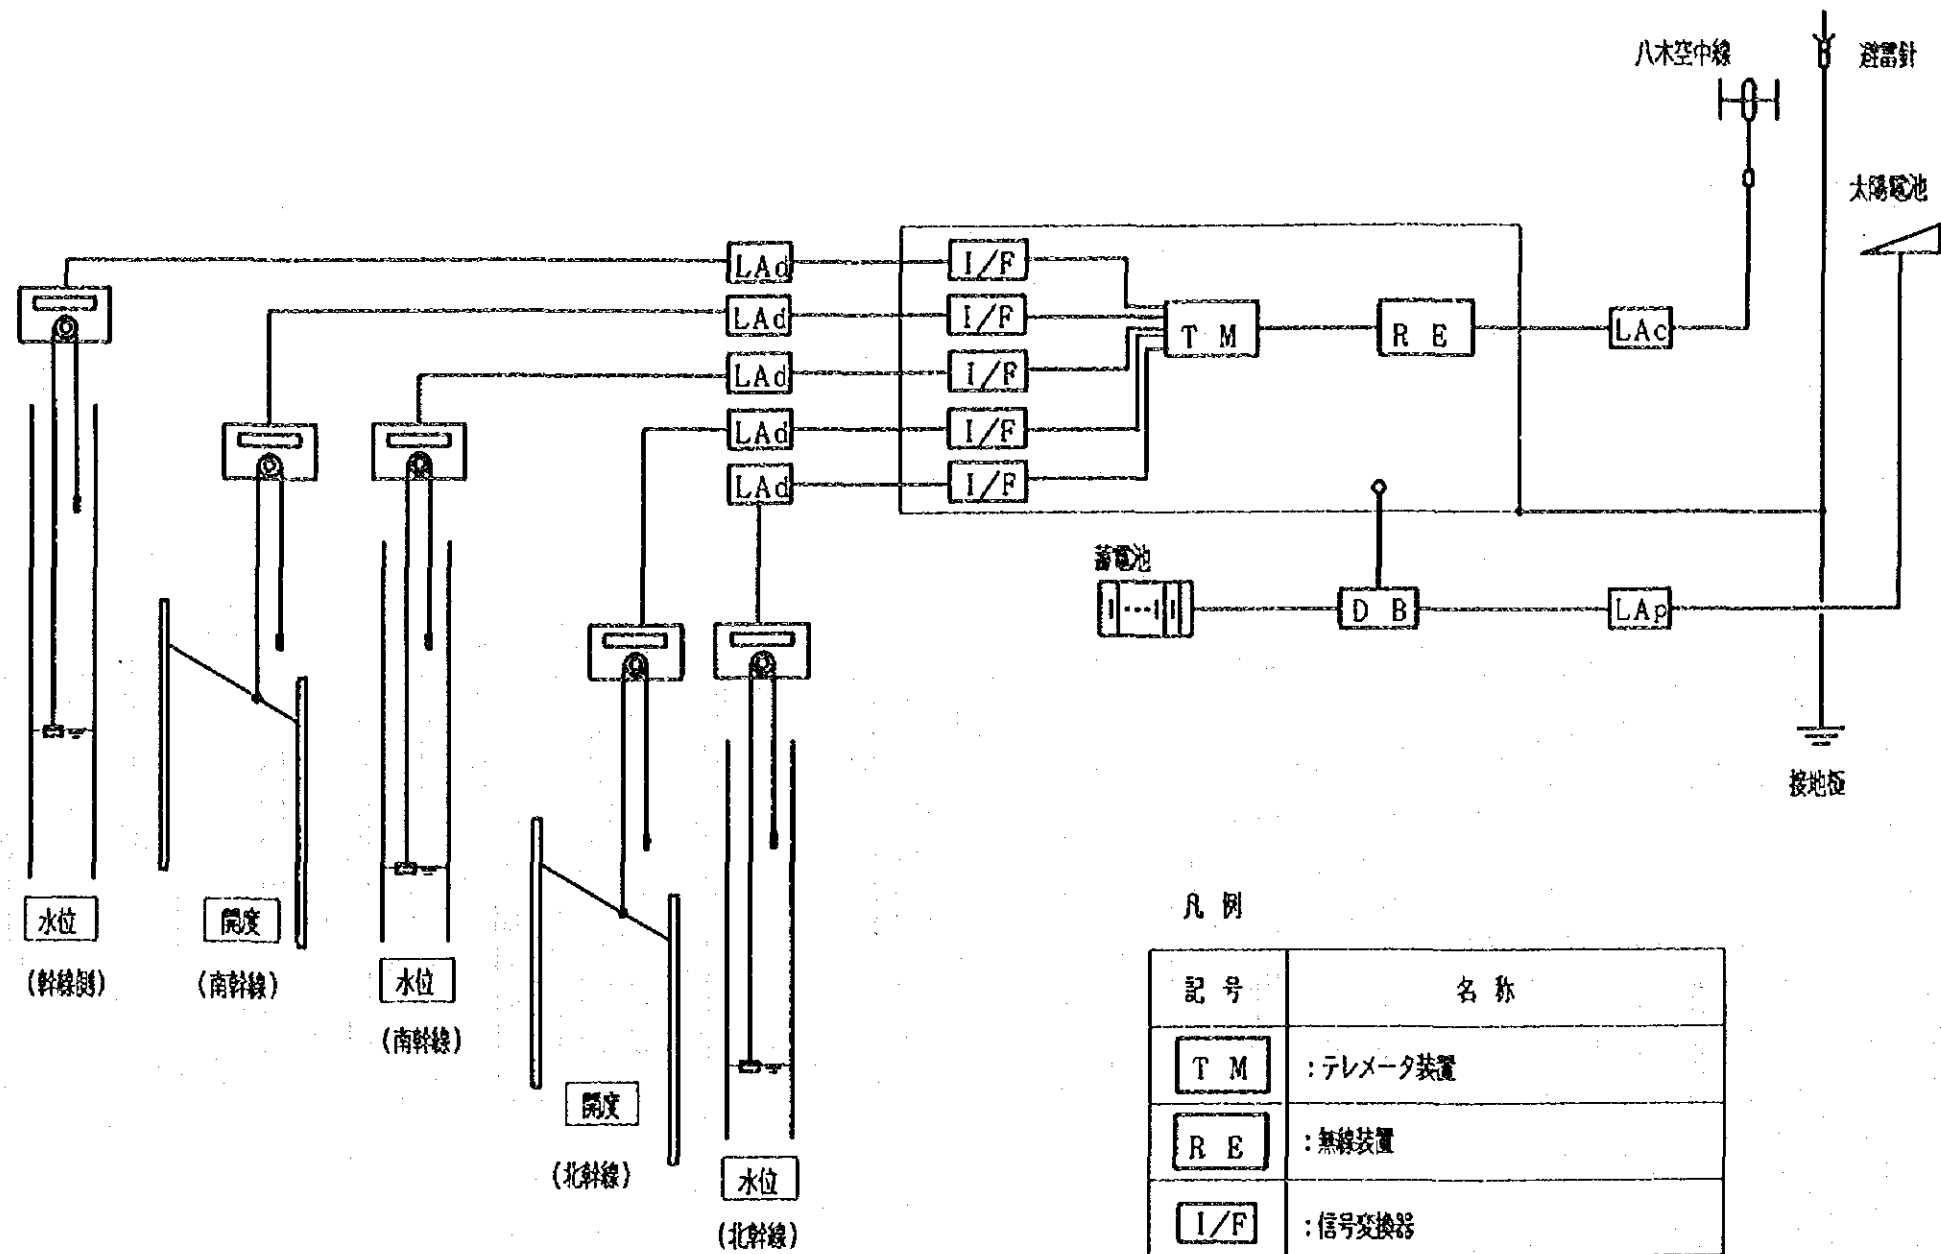 八木空中線
避雷針
太陽電池
LAd
I/F
LAd
I/F
T M
R E
LAc
LAd
I/F
LAd
I/F
LAd
I/F
蓄電池
D B
LAp
接地極
水位
(幹線側)
開度
(南幹線)
水位
(南幹線)
開度
(北幹線)
水位
(北幹線)
凡 例
記 号
名 称
T M
:テレメータ装置
R E
:無線装置
I/F
:信号変換器